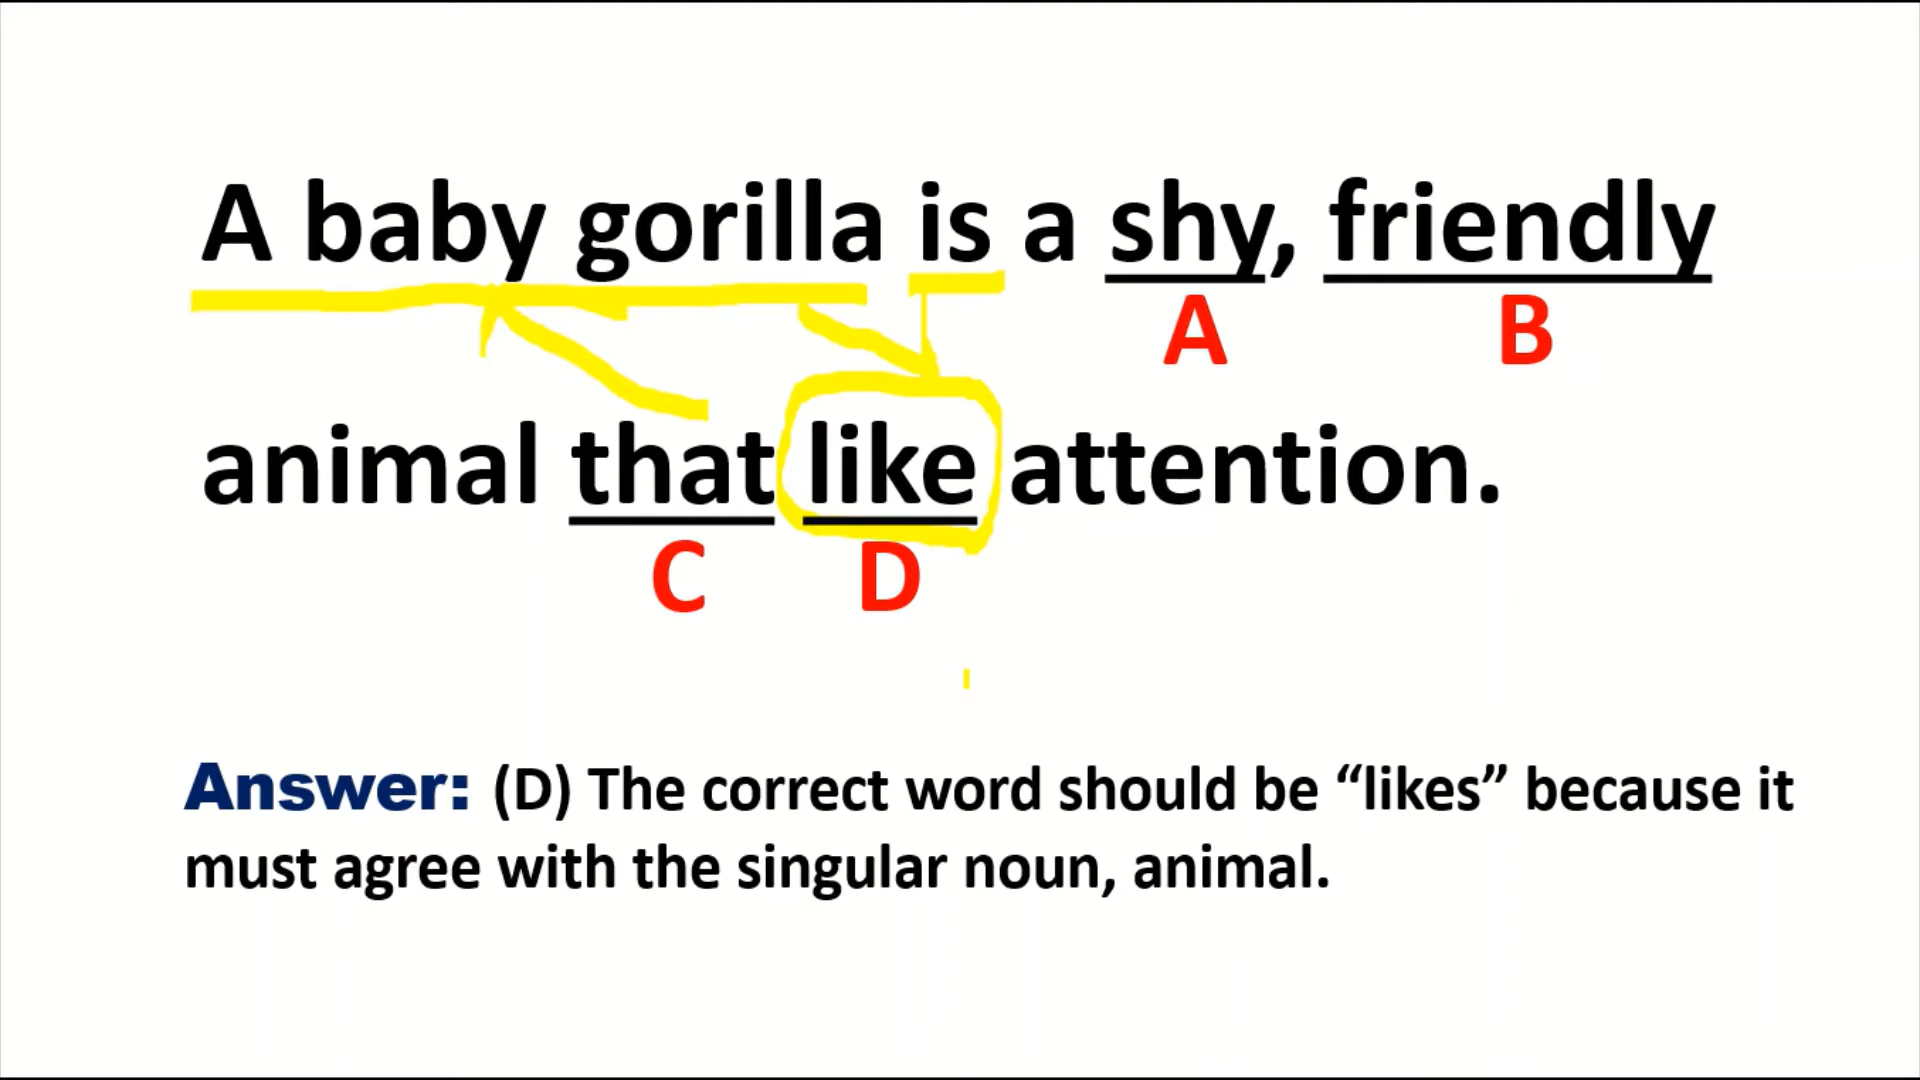 A baby gorilla is a shy, friendly
A B
animal that like attention.
C D
Answer: (D) The correct word should be “likes” because it
must agree with the singular noun, animal.